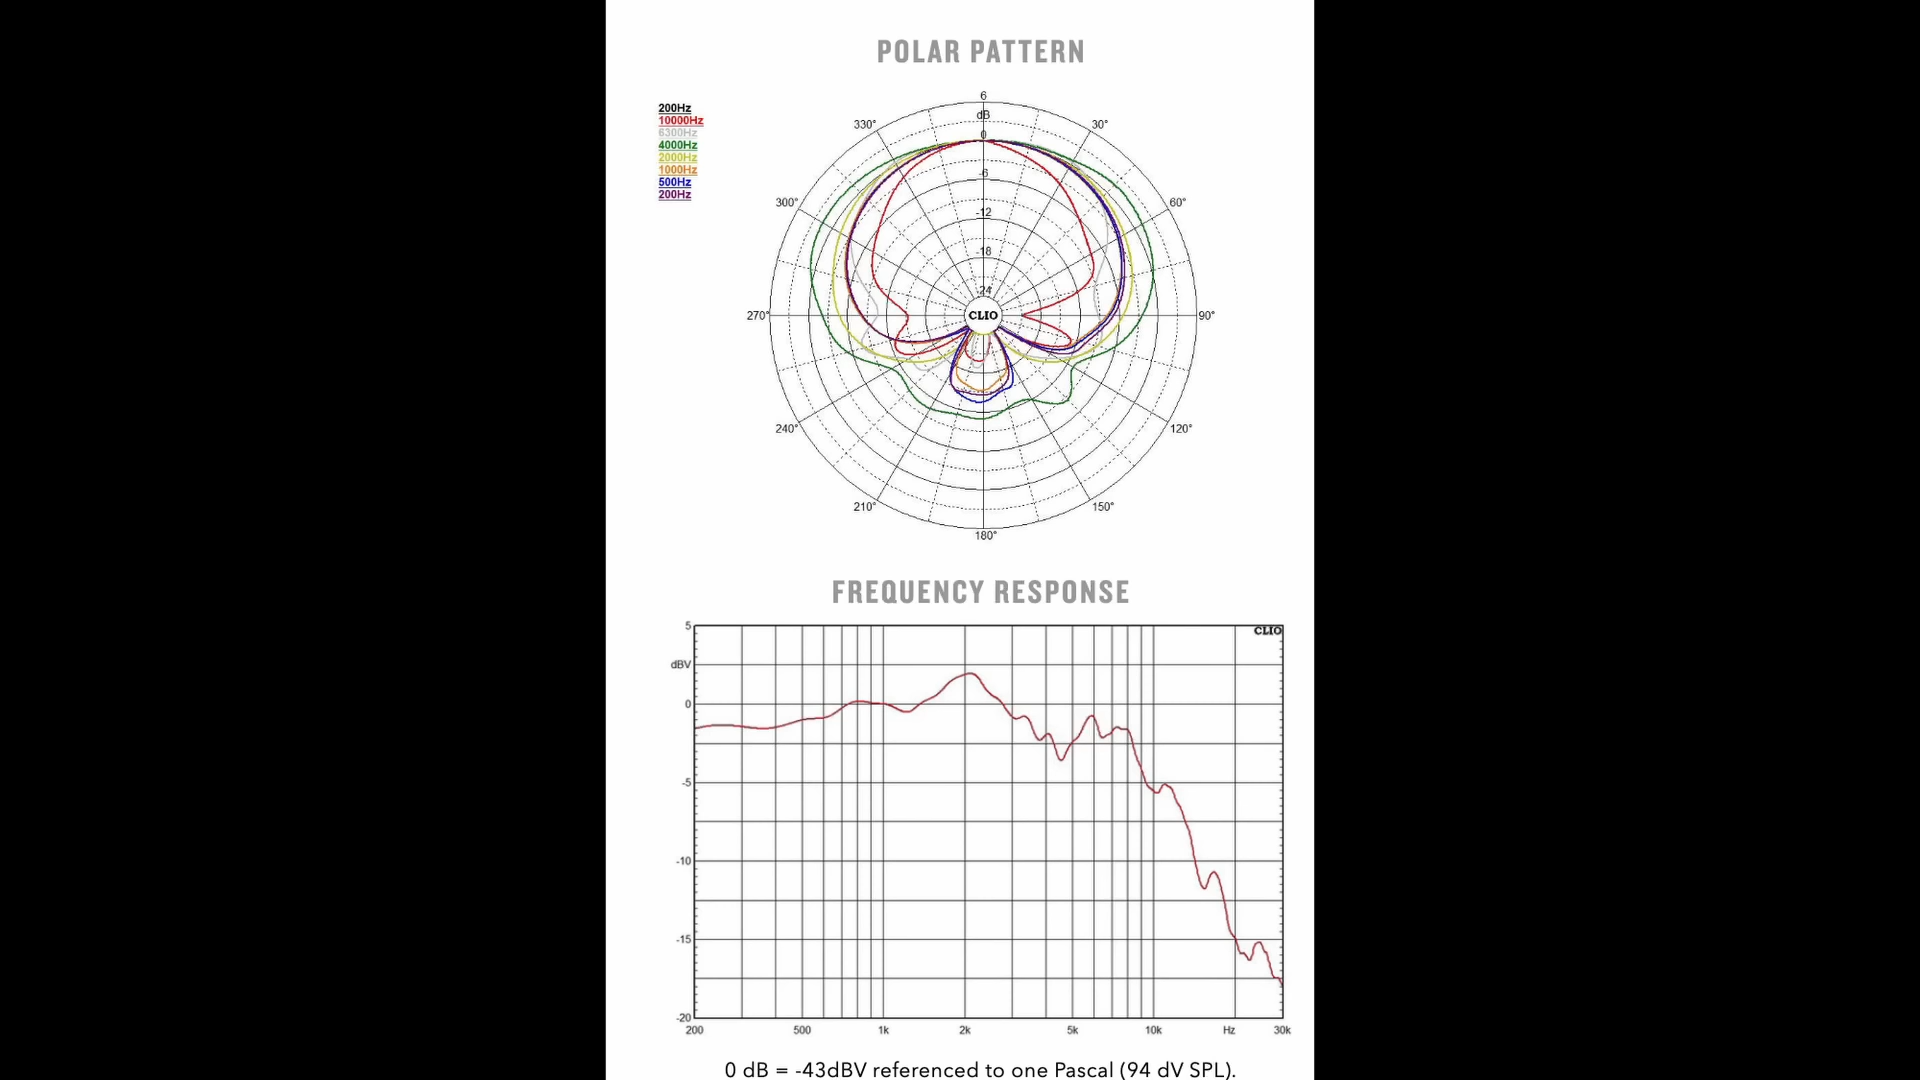 POLAR PATTERN
200Hz
10000Hz
6300Hz
4000Hz
2000Hz
1000Hz
500Hz
200Hz
6
dB
0
-6
-12
-18
-24
CLIO
330°
30°
300°
60°
270°
90°
240°
120°
210°
150°
180°
FREQUENCY RESPONSE
CLIO
5
dBV
0
-5
-10
-15
-20
200 500 1k 2k 5k 10k Hz 30k
0 dB = -43dBV referenced to one Pascal (94 dV SPL).